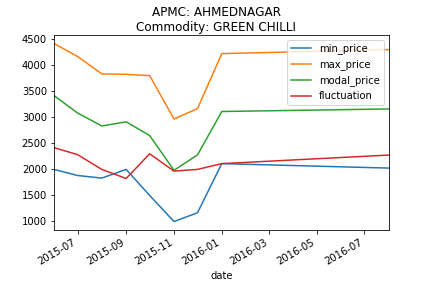 APMC: AHMEDNAGAR
Commodity: GREEN CHILLI
4500
4000
3500
3000
2500
2000
1500
1000
min_price
max_price
modal_price
fluctuation
2015-07
2015-09
2015-11
2016-01
2016-03
2016-05
2016-07
date